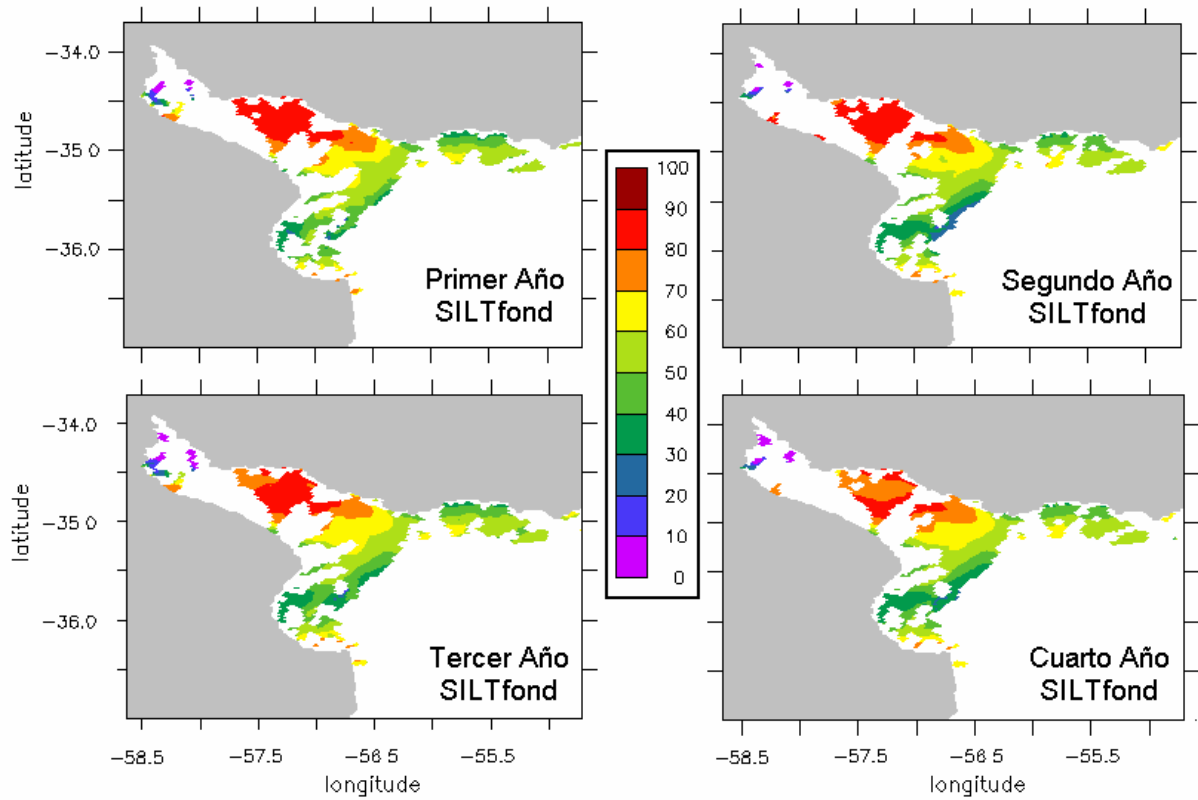 −34.0
−35.0
−36.0
latitude
Primer Año
SILTfond
Segundo Año
SILTfond
100
90
80
70
60
50
40
30
20
10
0
−34.0
−35.0
−36.0
latitude
Tercer Año
SILTfond
Cuarto Año
SILTfond
−58.5
−57.5
−56.5
−55.5
longitude
−58.5
−57.5
−56.5
−55.5
longitude